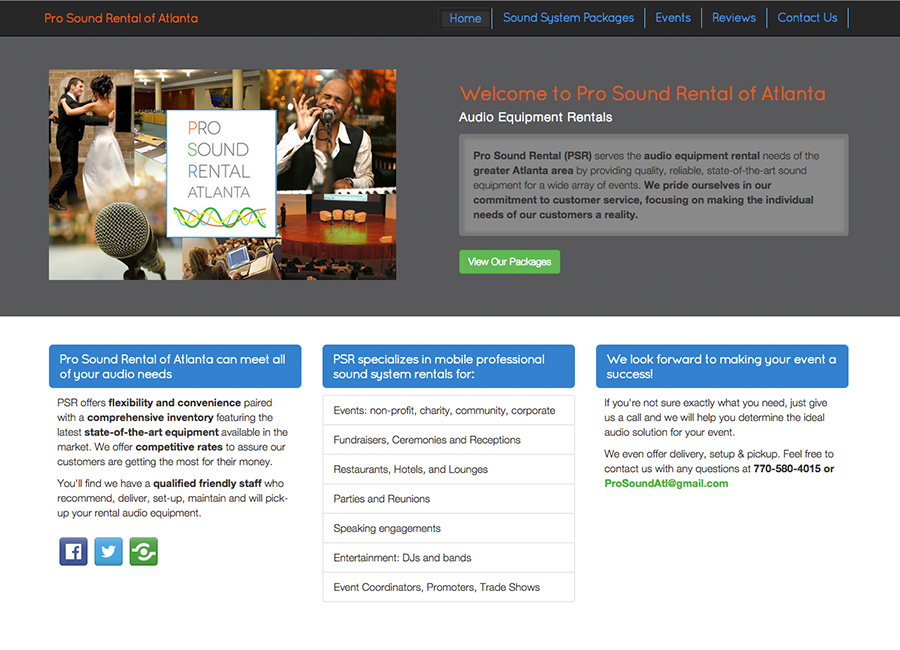 Pro Sound Rental of Atlanta
Home
Sound System Packages
Events
Reviews
Contact Us
PRO
SOUND
RENTAL
ATLANTA
Welcome to Pro Sound Rental of Atlanta
Audio Equipment Rentals
Pro Sound Rental (PSR) serves the audio equipment rental needs of the
greater Atlanta area by providing quality, reliable, state-of-the-art sound
equipment for a wide array of events. We pride ourselves in our
commitment to customer service, focusing on making the individual
needs of our customers a reality.
View Our Packages
Pro Sound Rental of Atlanta can meet all
of your audio needs
PSR offers flexibility and convenience paired
with a comprehensive inventory featuring the
latest state-of-the-art equipment available in the
market. We offer competitive rates to assure our
customers are getting the most for their money.
You'll find we have a qualified friendly staff who
recommend, deliver, set-up, maintain and will pick-
up your rental audio equipment.
PSR specializes in mobile professional
sound system rentals for:
Events: non-profit, charity, community, corporate
Fundraisers, Ceremonies and Receptions
Restaurants, Hotels, and Lounges
Parties and Reunions
Speaking engagements
Entertainment: DJs and bands
Event Coordinators, Promoters, Trade Shows
We look forward to making your event a
success!
If you're not sure exactly what you need, just give
us a call and we will help you determine the ideal
audio solution for your event.
We even offer delivery, setup & pickup. Feel free to
contact us with any questions at 770-580-4015 or
ProSoundAtl@gmail.com